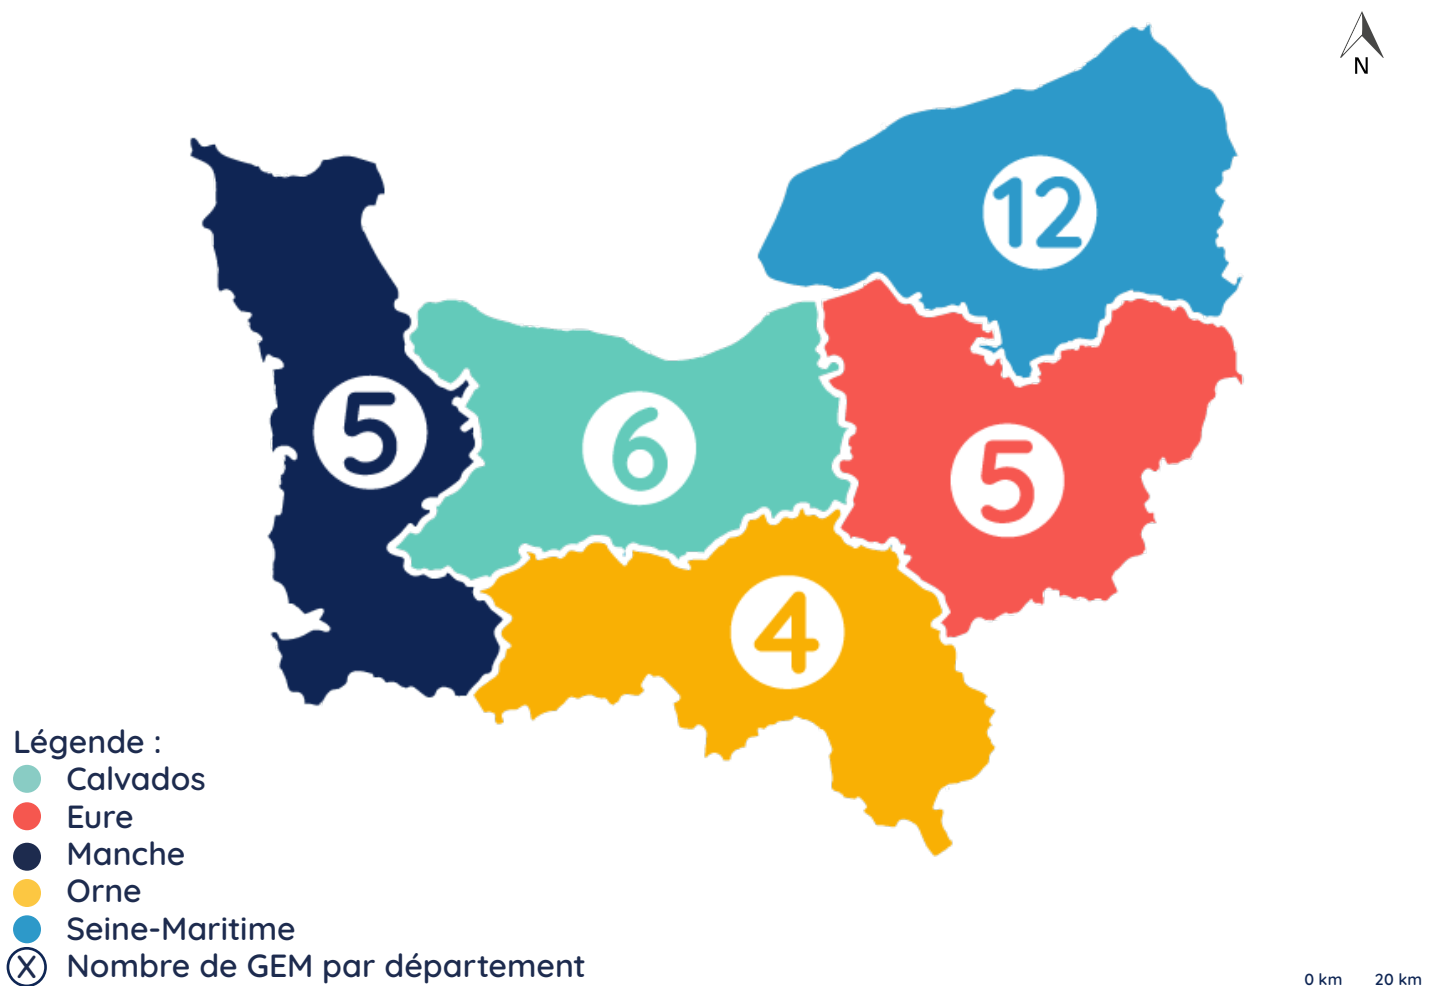 N
12
5
6
5
4
Légende :
Calvados
Eure
Manche
Orne
Seine-Maritime
X Nombre de GEM par département
0 km 20 km